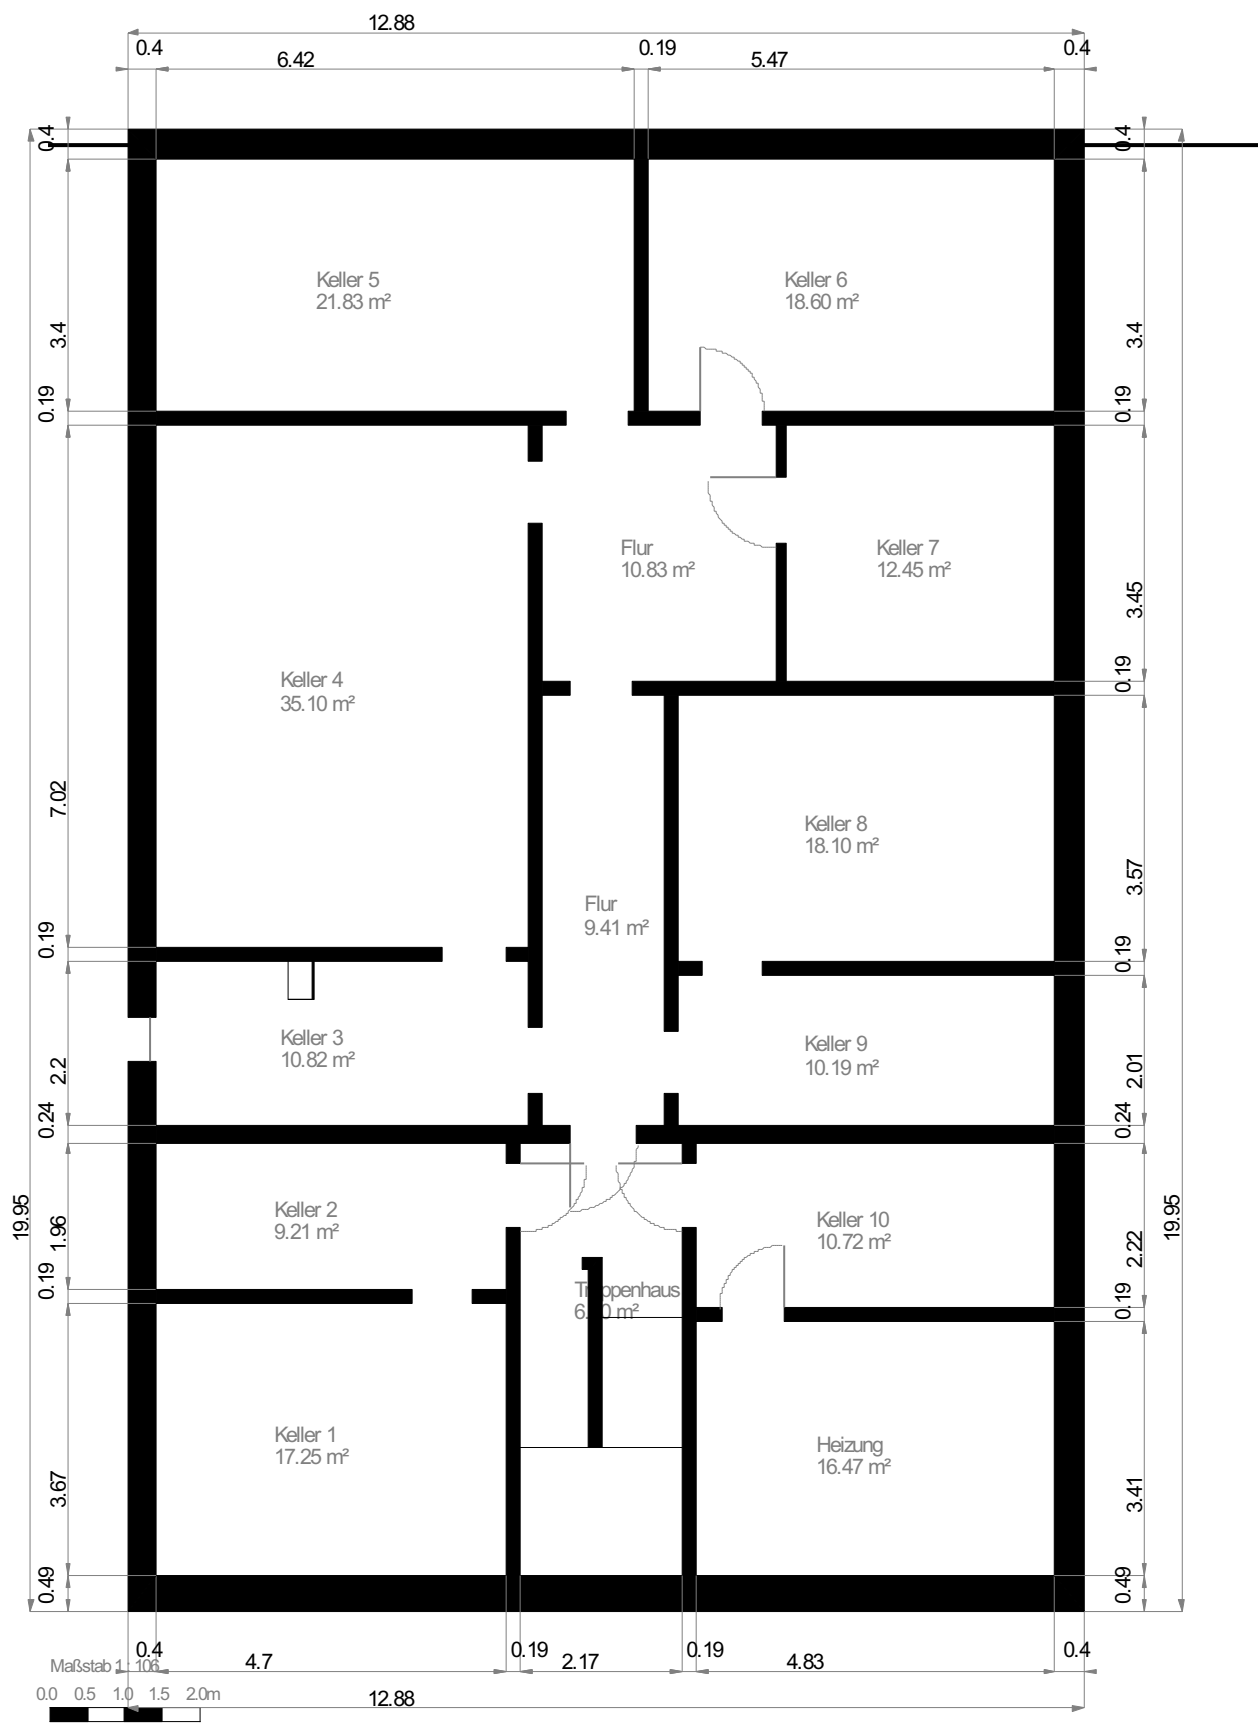 12.88
0.4
0.19
0.4
6.42
5.47
0.4
0.4
Keller 5
21.83 m²
Keller 6
18.60 m²
3.4
3.4
0.19
0.19
Flur
10.83 m²
Keller 7
12.45 m²
3.45
0.19
Keller 4
35.10 m²
7.02
Keller 8
18.10 m²
3.57
Flur
9.41 m²
0.19
0.19
Keller 3
10.82 m²
Keller 9
10.19 m²
2.2
2.01
0.24
0.24
Keller 2
9.21 m²
Keller 10
10.72 m²
19.95
1.96
2.22
19.95
0.19
0.19
m²
Keller 1
17.25 m²
Heizung
16.47 m²
3.67
3.41
0.49
0.49
0.4
0.19
0.19
0.4
4.7
2.17
4.83
Maßstab 1 : 106
0.0 0.5 1.0 1.5 2.0m
12.88